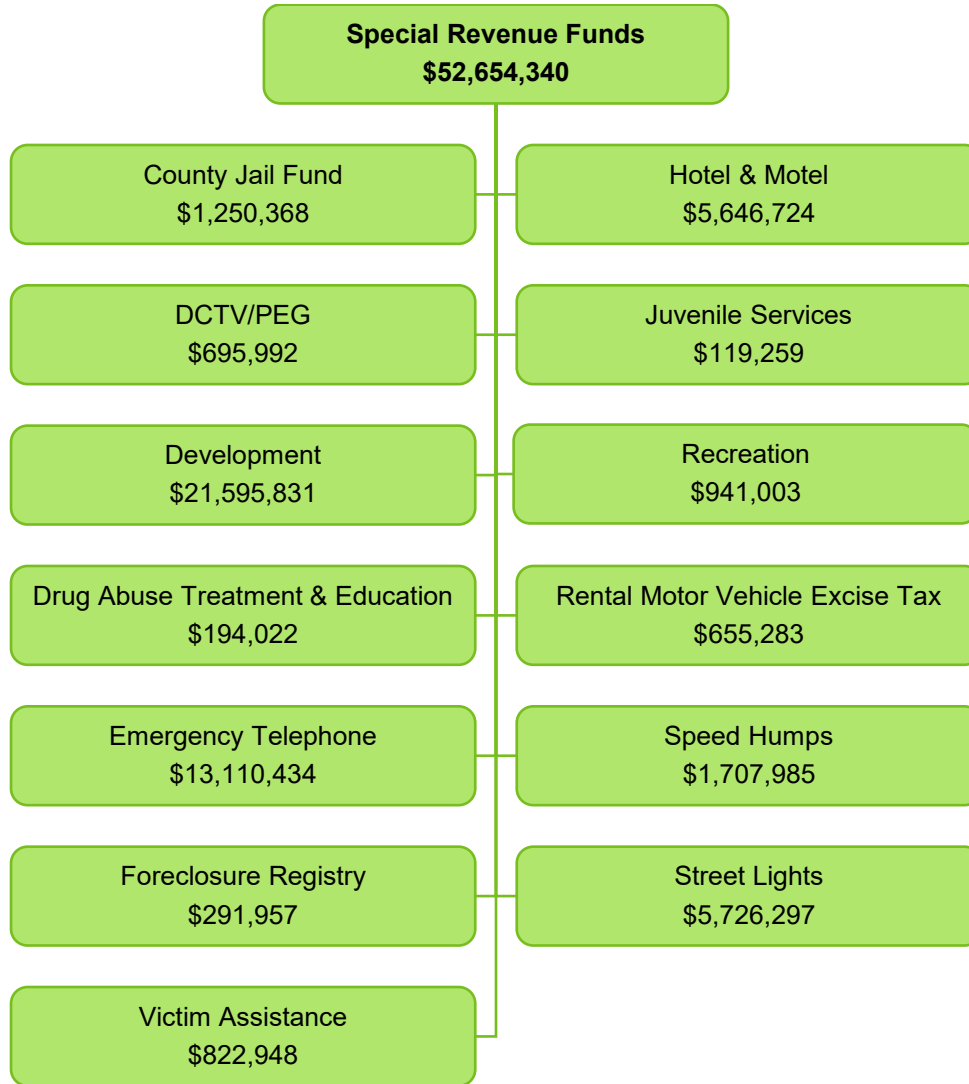 Special Revenue Funds
$52,654,340
County Jail Fund
$1,250,368
Hotel & Motel
$5,646,724
DCTV/PEG
$695,992
Juvenile Services
$119,259
Development
$21,595,831
Recreation
$941,003
Drug Abuse Treatment & Education
$194,022
Rental Motor Vehicle Excise Tax
$655,283
Emergency Telephone
$13,110,434
Speed Humps
$1,707,985
Foreclosure Registry
$291,957
Street Lights
$5,726,297
Victim Assistance
$822,948